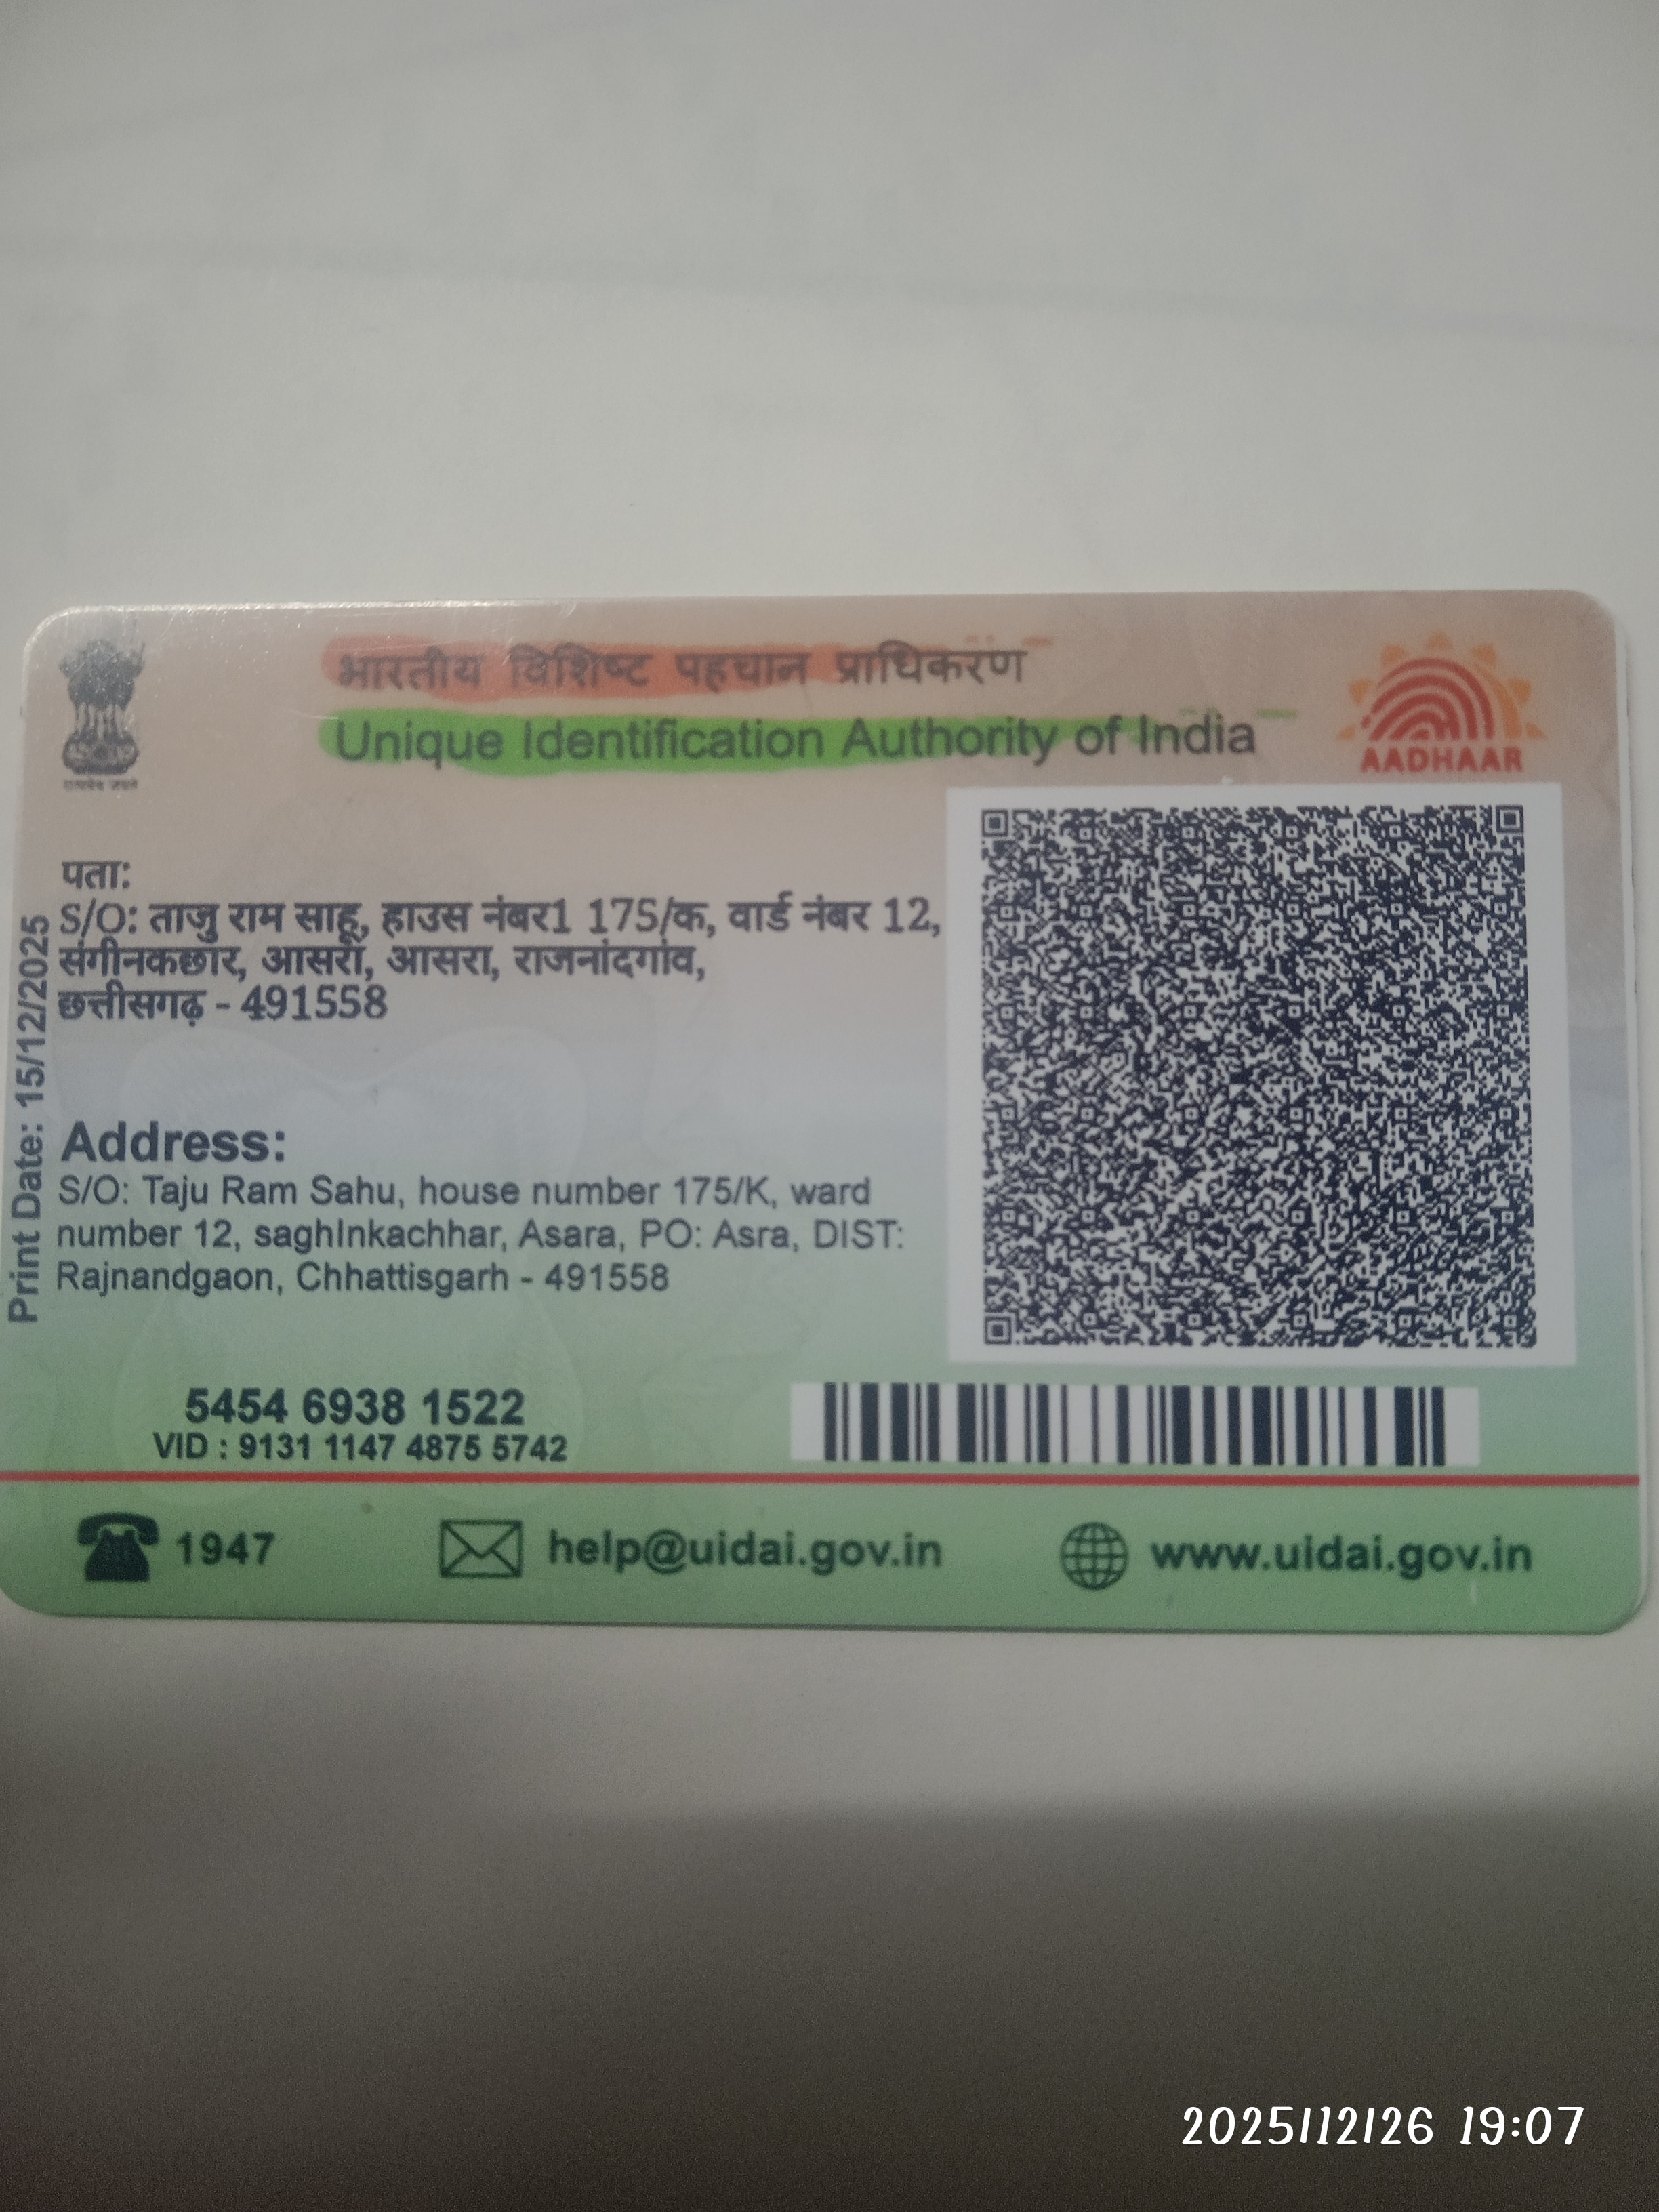 भारतीय विशिष्ट पहचान प्राधिकरण
Unique Identification Authority of India
सत्यमेव जयते
AADHAAR
Print Date: 15/12/2025
पता:
S/O: ताजु राम साहू, हाउस नंबर1 175/क, वार्ड नंबर 12,
संगीनकछार, आसरा, आसरा, राजनांदगांव,
छत्तीसगढ़ - 491558
Address:
S/O: Taju Ram Sahu, house number 175/K, ward
number 12, saghInkachhar, Asara, PO: Asra, DIST:
Rajnandgaon, Chhattisgarh - 491558
5454 6938 1522
VID : 9131 1147 4875 5742
1947
help@uidai.gov.in
www.uidai.gov.in
2025/12/26 19:07